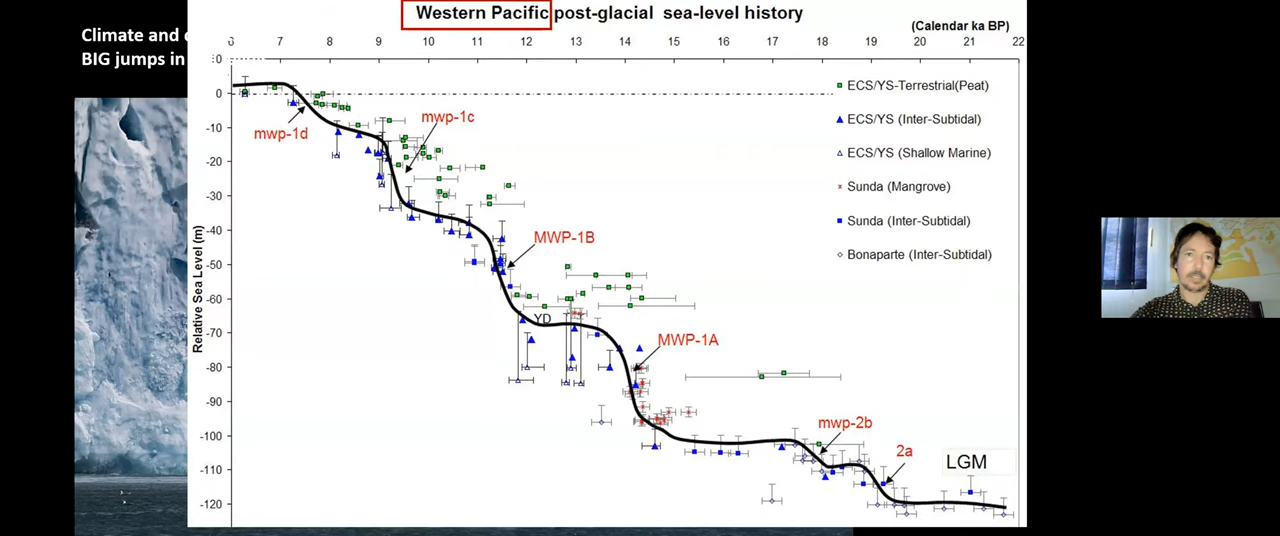 Climate and
BIG jumps in
Western Pacific post-glacial sea-level history
(Calendar ka BP)
7 8 9 10 11 12 13 14 15 16 17 18 19 20 21 22
0
-10
-20
-30
-40
-50
-60
-70
-80
-90
-100
-110
-120
Relative Sea Level (m)
ECS/YS-Terrestrial(Peat)
ECS/YS (Inter-Subtidal)
ECS/YS (Shallow Marine)
Sunda (Mangrove)
Sunda (Inter-Subtidal)
Bonaparte (Inter-Subtidal)
mwp-1d
mwp-1c
MWP-1B
YD
MWP-1A
mwp-2b
2a
LGM